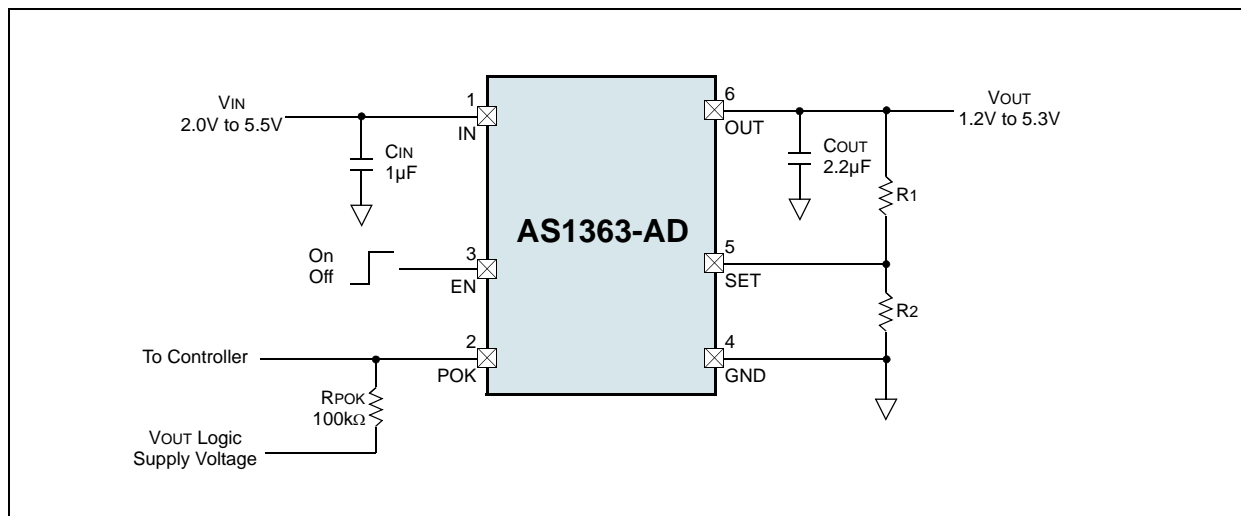 VIN
2.0V to 5.5V
1
IN
CIN
1µF
On
Off
3
EN
To Controller
2
POK
RPOK
100kΩ
VOUT Logic
Supply Voltage
AS1363-AD
6
OUT
VOUT
1.2V to 5.3V
COUT
2.2µF
R1
5
SET
R2
4
GND